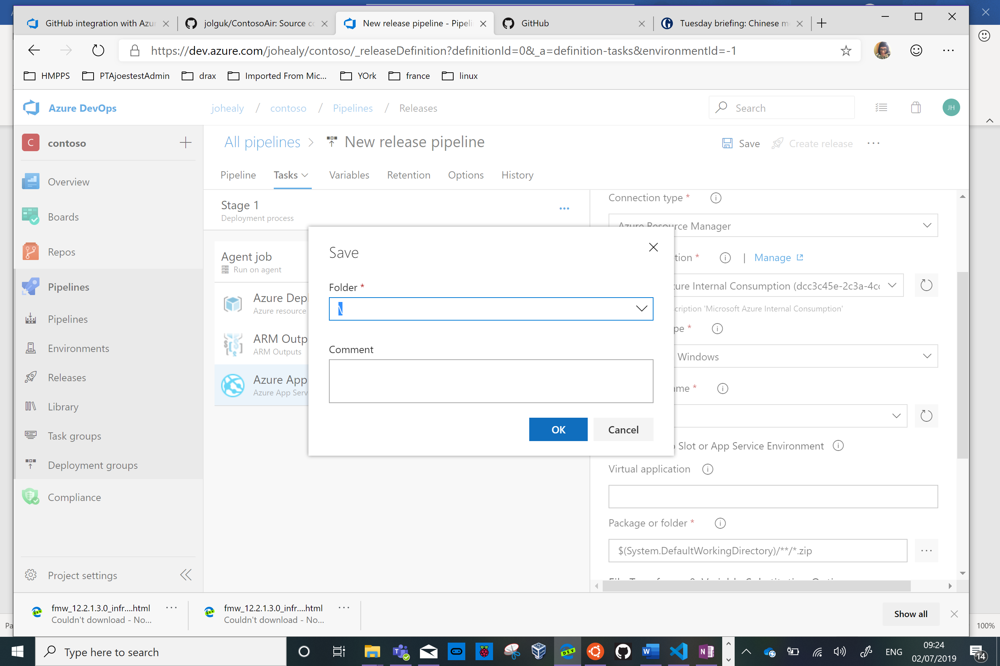 GitHub integration with Azur
jolguk/ContosoAir: Source co
New release pipeline - Pipeli
GitHub
Tuesday briefing: Chinese m
https://dev.azure.com/johealy/contoso/_releaseDefinition?definitionId=0&_a=definition-tasks&environmentId=-1
HMPPS
PTAjoestestAdmin
drax
Imported From Mic...
YOrk
france
linux
Azure DevOps
johealy / contoso / Pipelines / Releases
Search
JH
C
contoso
All pipelines
New release pipeline
Save
Create release
Overview
Boards
Repos
Pipelines
Pipelines
Environments
Releases
Library
Task groups
Deployment groups
Compliance
Project settings
Pipeline
Tasks
Variables
Retention
Options
History
Stage 1
Deployment process
Agent job
Run on agent
Azure Dep
Azure resource
ARM Outp
ARM Outputs
Azure App
Azure App Serv
Save
Folder *
\
Comment
OK
Cancel
Connection type *
Azure Resource Manager
tion *
| Manage
ure Internal Consumption (dcc3c45e-2c3a-4cc
cription 'Microsoft Azure Internal Consumption'
pe *
Windows
ame *
Slot or App Service Environment
Virtual application
Package or folder *
$(System.DefaultWorkingDirectory)/**/*.zip
fmw_12.2.1.3.0_infr....html
Couldn't download - No...
fmw_12.2.1.3.0_infr....html
Couldn't download - No...
Show all
Pa
100%
Type here to search
DEV
ENG
09:24
02/07/2019
14